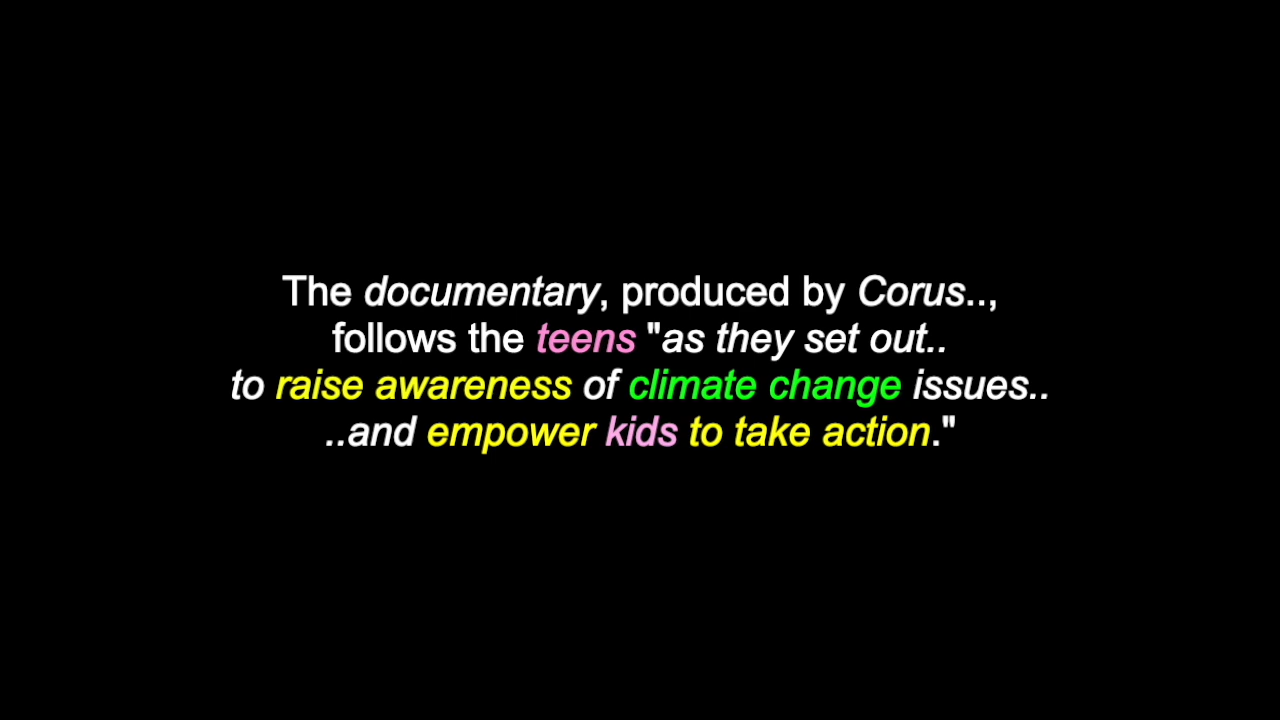 The documentary, produced by Corus..,
follows the teens "as they set out..
to raise awareness of climate change issues..
..and empower kids to take action."